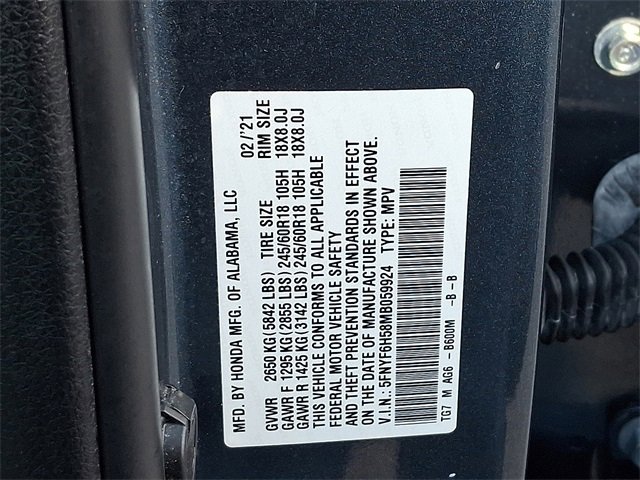 MFD. BY HONDA MFG. OF ALABAMA, LLC 02/'21
GVWR 2650 KG (5842 LBS) TIRE SIZE RIM SIZE
GAWR F 1295 KG (2855 LBS) 245/60R18 105H 18X8.0J
GAWR R 1425 KG (3142 LBS) 245/60R18 105H 18X8.0J
THIS VEHICLE CONFORMS TO ALL APPLICABLE
FEDERAL MOTOR VEHICLE SAFETY
AND THEFT PREVENTION STANDARDS IN EFFECT
ON THE DATE OF MANUFACTURE SHOWN ABOVE.
V.I.N.: 5FNYF6H58MB059924 TYPE: MPV
TG7 M AG6 - B600M -B -B